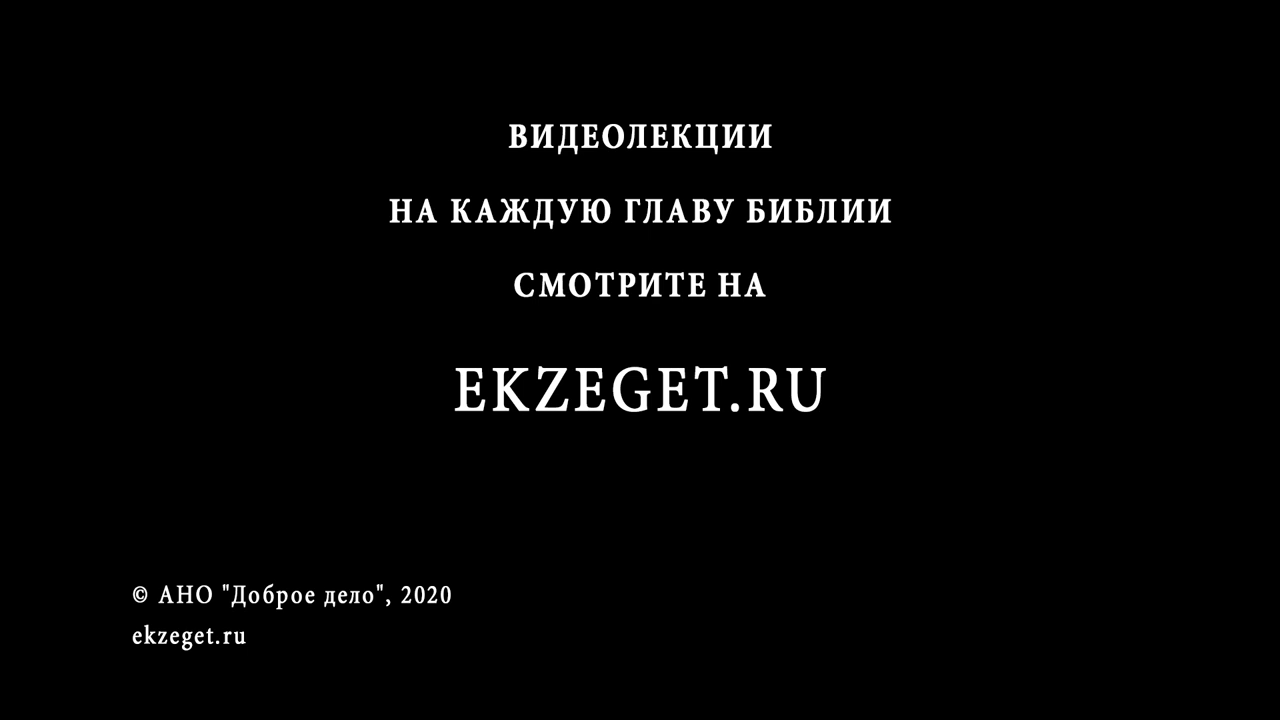 ВИДЕОЛЕКЦИИ
НА КАЖДУЮ ГЛАВУ БИБЛИИ
СМОТРИТЕ НА
EKZEGET.RU
© АНО "Доброе дело", 2020
ekzeget.ru